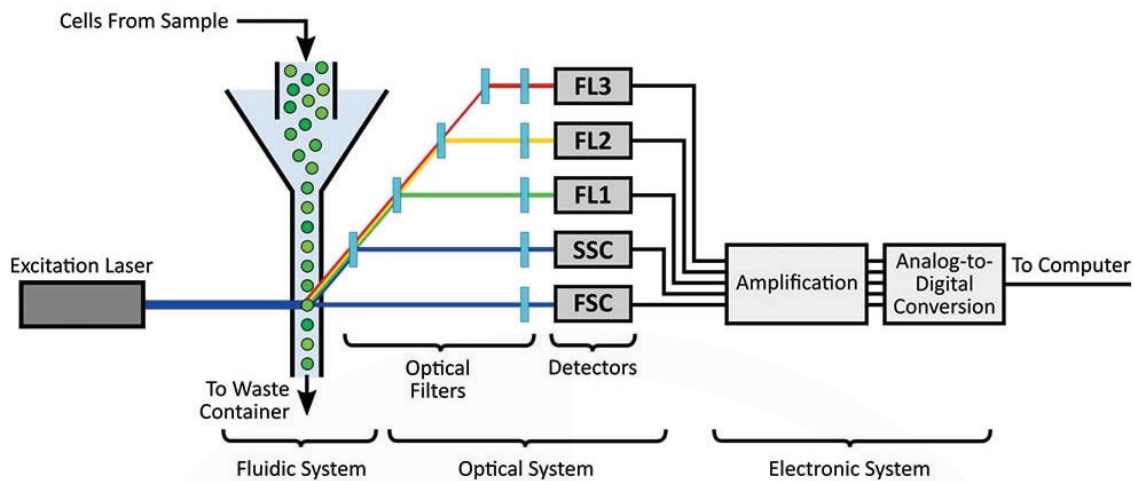 Cells From Sample
FL3
FL2
FL1
SSC
FSC
Excitation Laser
Amplification
Analog-to-
Digital
Conversion
To Computer
Optical
Filters
Detectors
To Waste
Container
Fluidic System
Optical System
Electronic System